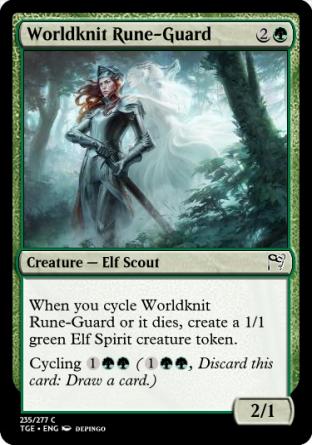 Worldknit Rune-Guard 2
Creature — Elf Scout
When you cycle Worldknit
Rune-Guard or it dies, create a 1/1
green Elf Spirit creature token.
Cycling 1 ( 1 , Discard this
card: Draw a card.)
2/1
235/277 C
TGE • ENG DEPINGO